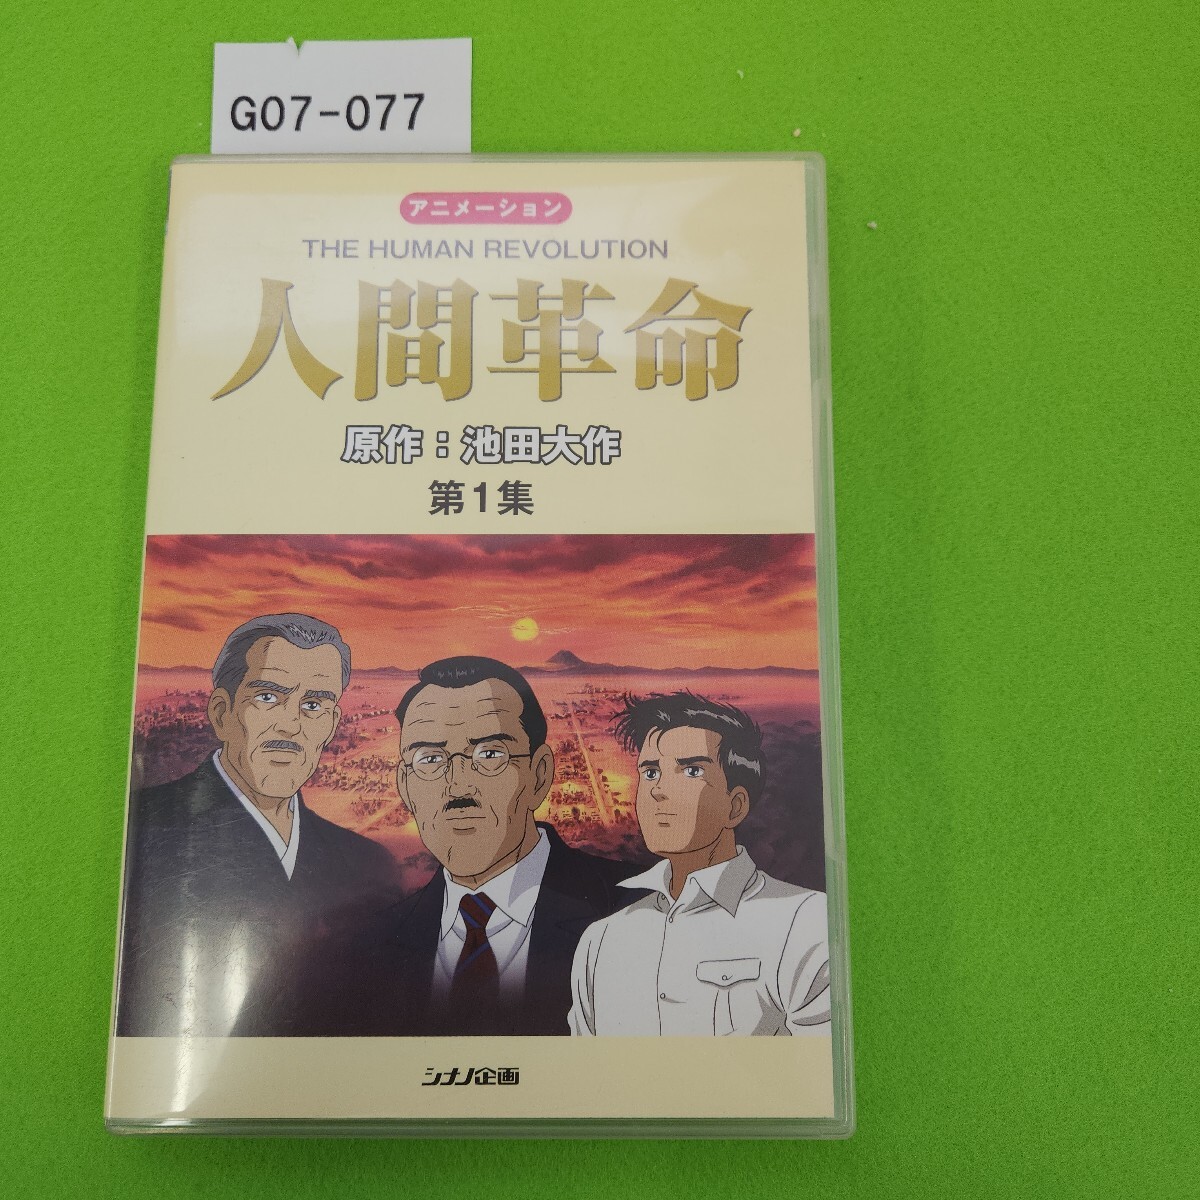 G07-077
アニメーション
THE HUMAN REVOLUTION
人間革命
原作：池田大作
第1集
シナノ企画